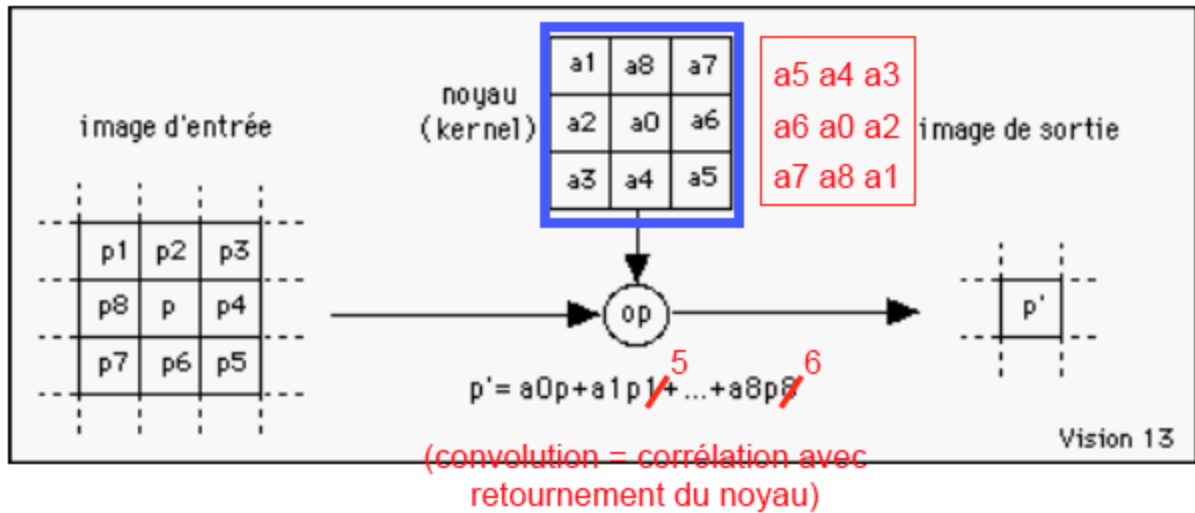 a1 a8 a7
a2 a0 a6
a3 a4 a5
noyau
(kernel)
a5 a4 a3
a6 a0 a2
a7 a8 a1
image d'entrée
image de sortie
p1 p2 p3
p8 p p4
p7 p6 p5
op
p'
5
6
p'= a0p+a1p1+...+a8p8
Vision 13
(convolution = corrélation avec
retournement du noyau)